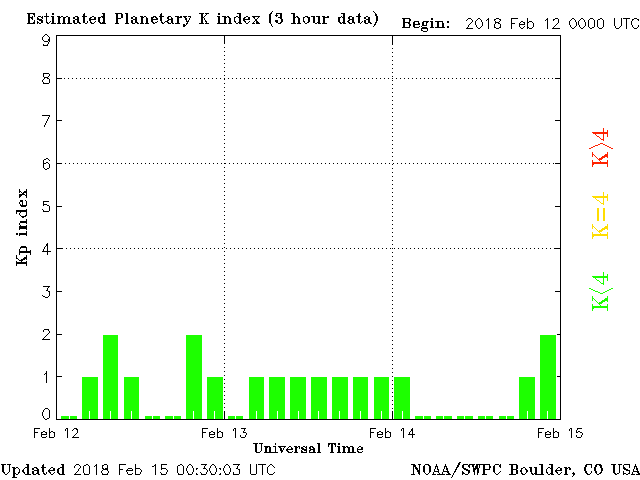 Estimated Planetary K index (3 hour data)
Begin: 2018 Feb 12 0000 UTC
9
8
7
6
5
4
3
2
1
0
Kp index
K>4
K=4
K<4
Feb 12
Feb 13
Feb 14
Feb 15
Universal Time
Updated 2018 Feb 15 00:30:03 UTC
NOAA/SWPC Boulder, CO USA